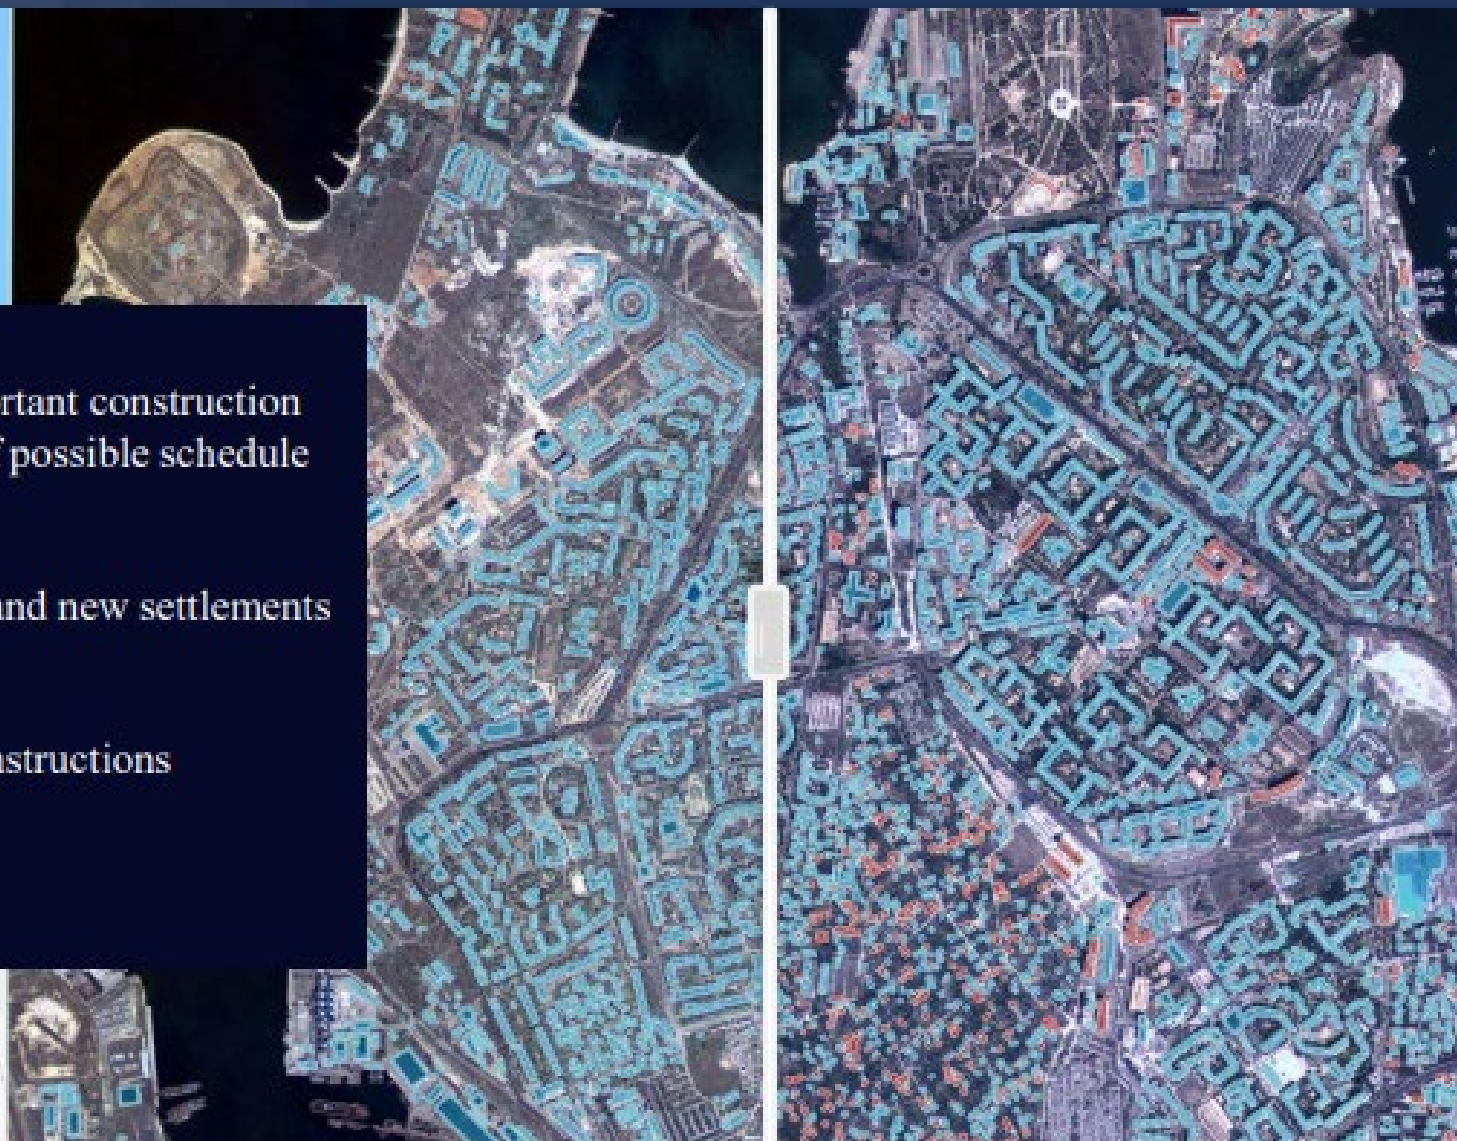 rtant construction
f possible schedule
and new settlements
nstructions